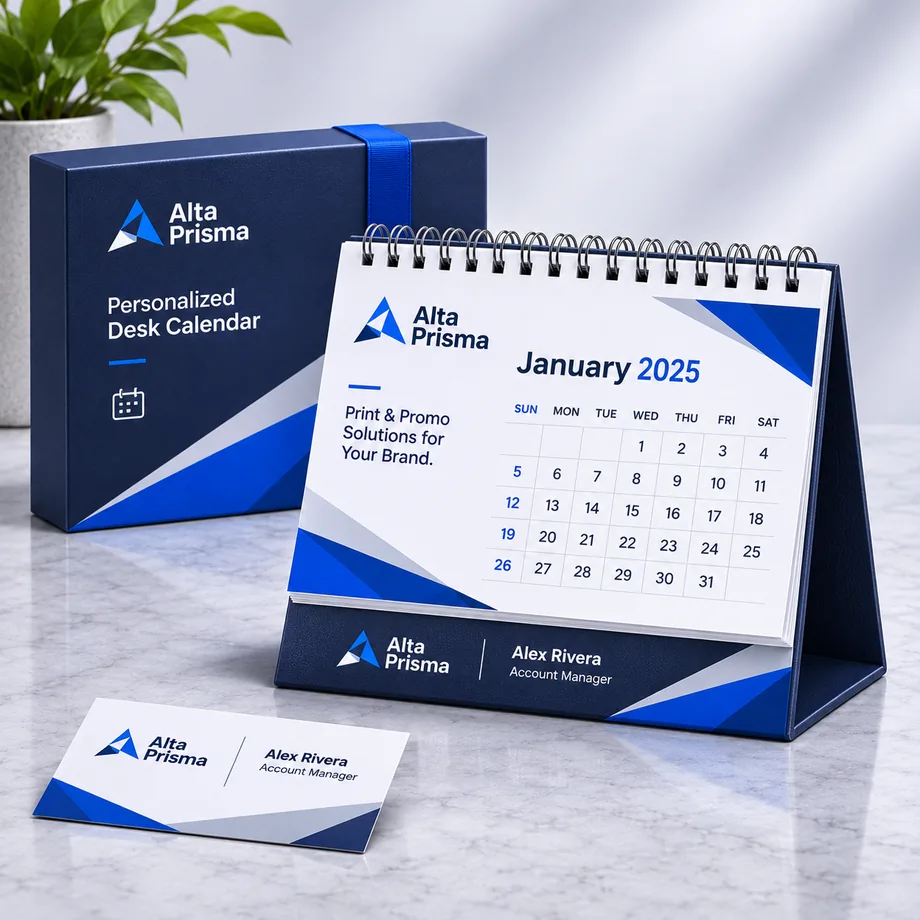 Alta
Prisma
Personalized
Desk Calendar
Alta
Prisma
Print & Promo
Solutions for
Your Brand.
January 2025
SUN MON TUE WED THU FRI SAT
1 2 3 4
5 6 7 8 9 10 11
12 13 14 15 16 17 18
19 20 21 22 23 24 25
26 27 28 29 30 31
Alta
Prisma
Alex Rivera
Account Manager
Alta
Prisma
Alex Rivera
Account Manager